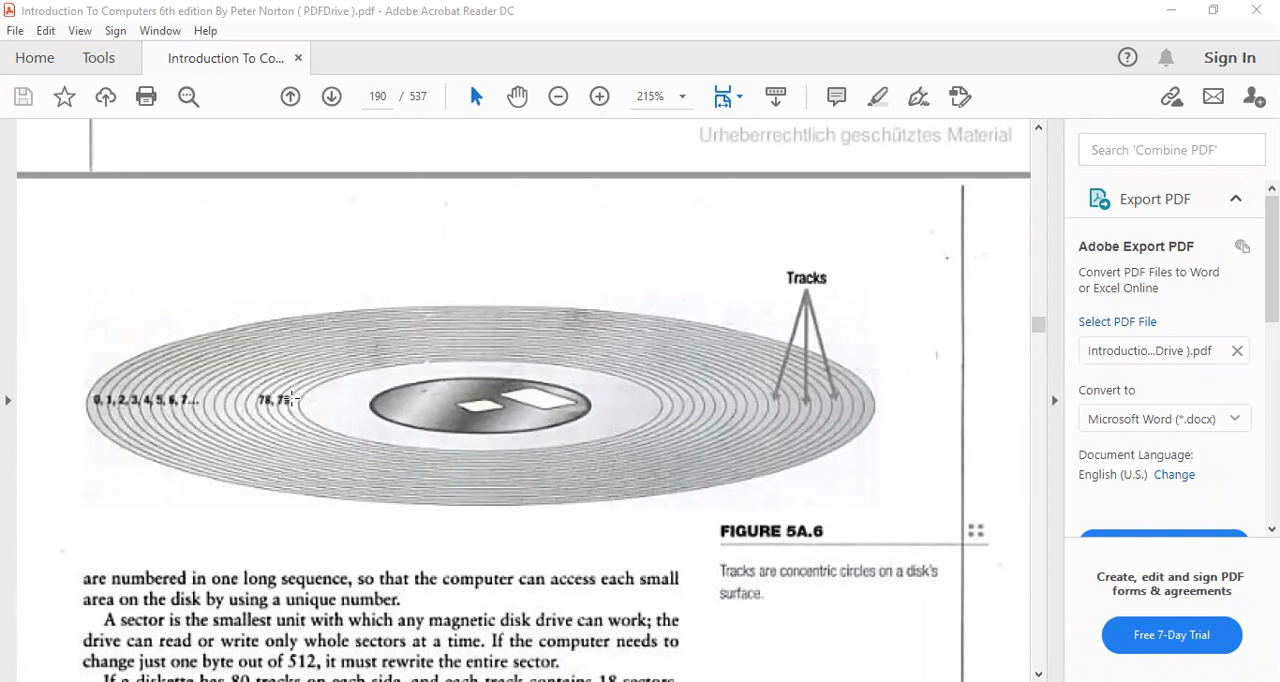 Introduction To Computers 6th edition By Peter Norton ( PDFDrive ).pdf - Adobe Acrobat Reader DC
File Edit View Sign Window Help
Home Tools Introduction To Co... × Sign In
190 / 537 215%
Search 'Combine PDF'
Urheberrechtlich geschütztes Material
Export PDF
Adobe Export PDF
Convert PDF Files to Word
or Excel Online
Select PDF File
Introductio...Drive ).pdf
Convert to
Microsoft Word (*.docx)
Document Language:
English (U.S.) Change
Create, edit and sign PDF
forms & agreements
Free 7-Day Trial
Tracks
0, 1, 2, 3, 4, 5, 6, 7...
78,
FIGURE 5A.6
Tracks are concentric circles on a disk's
surface.
are numbered in one long sequence, so that the computer can access each small
area on the disk by using a unique number.
A sector is the smallest unit with which any magnetic disk drive can work; the
drive can read or write only whole sectors at a time. If the computer needs to
change just one byte out of 512, it must rewrite the entire sector.
If a diskette has 80 tracks on each side, and each track contains 18 sectors,